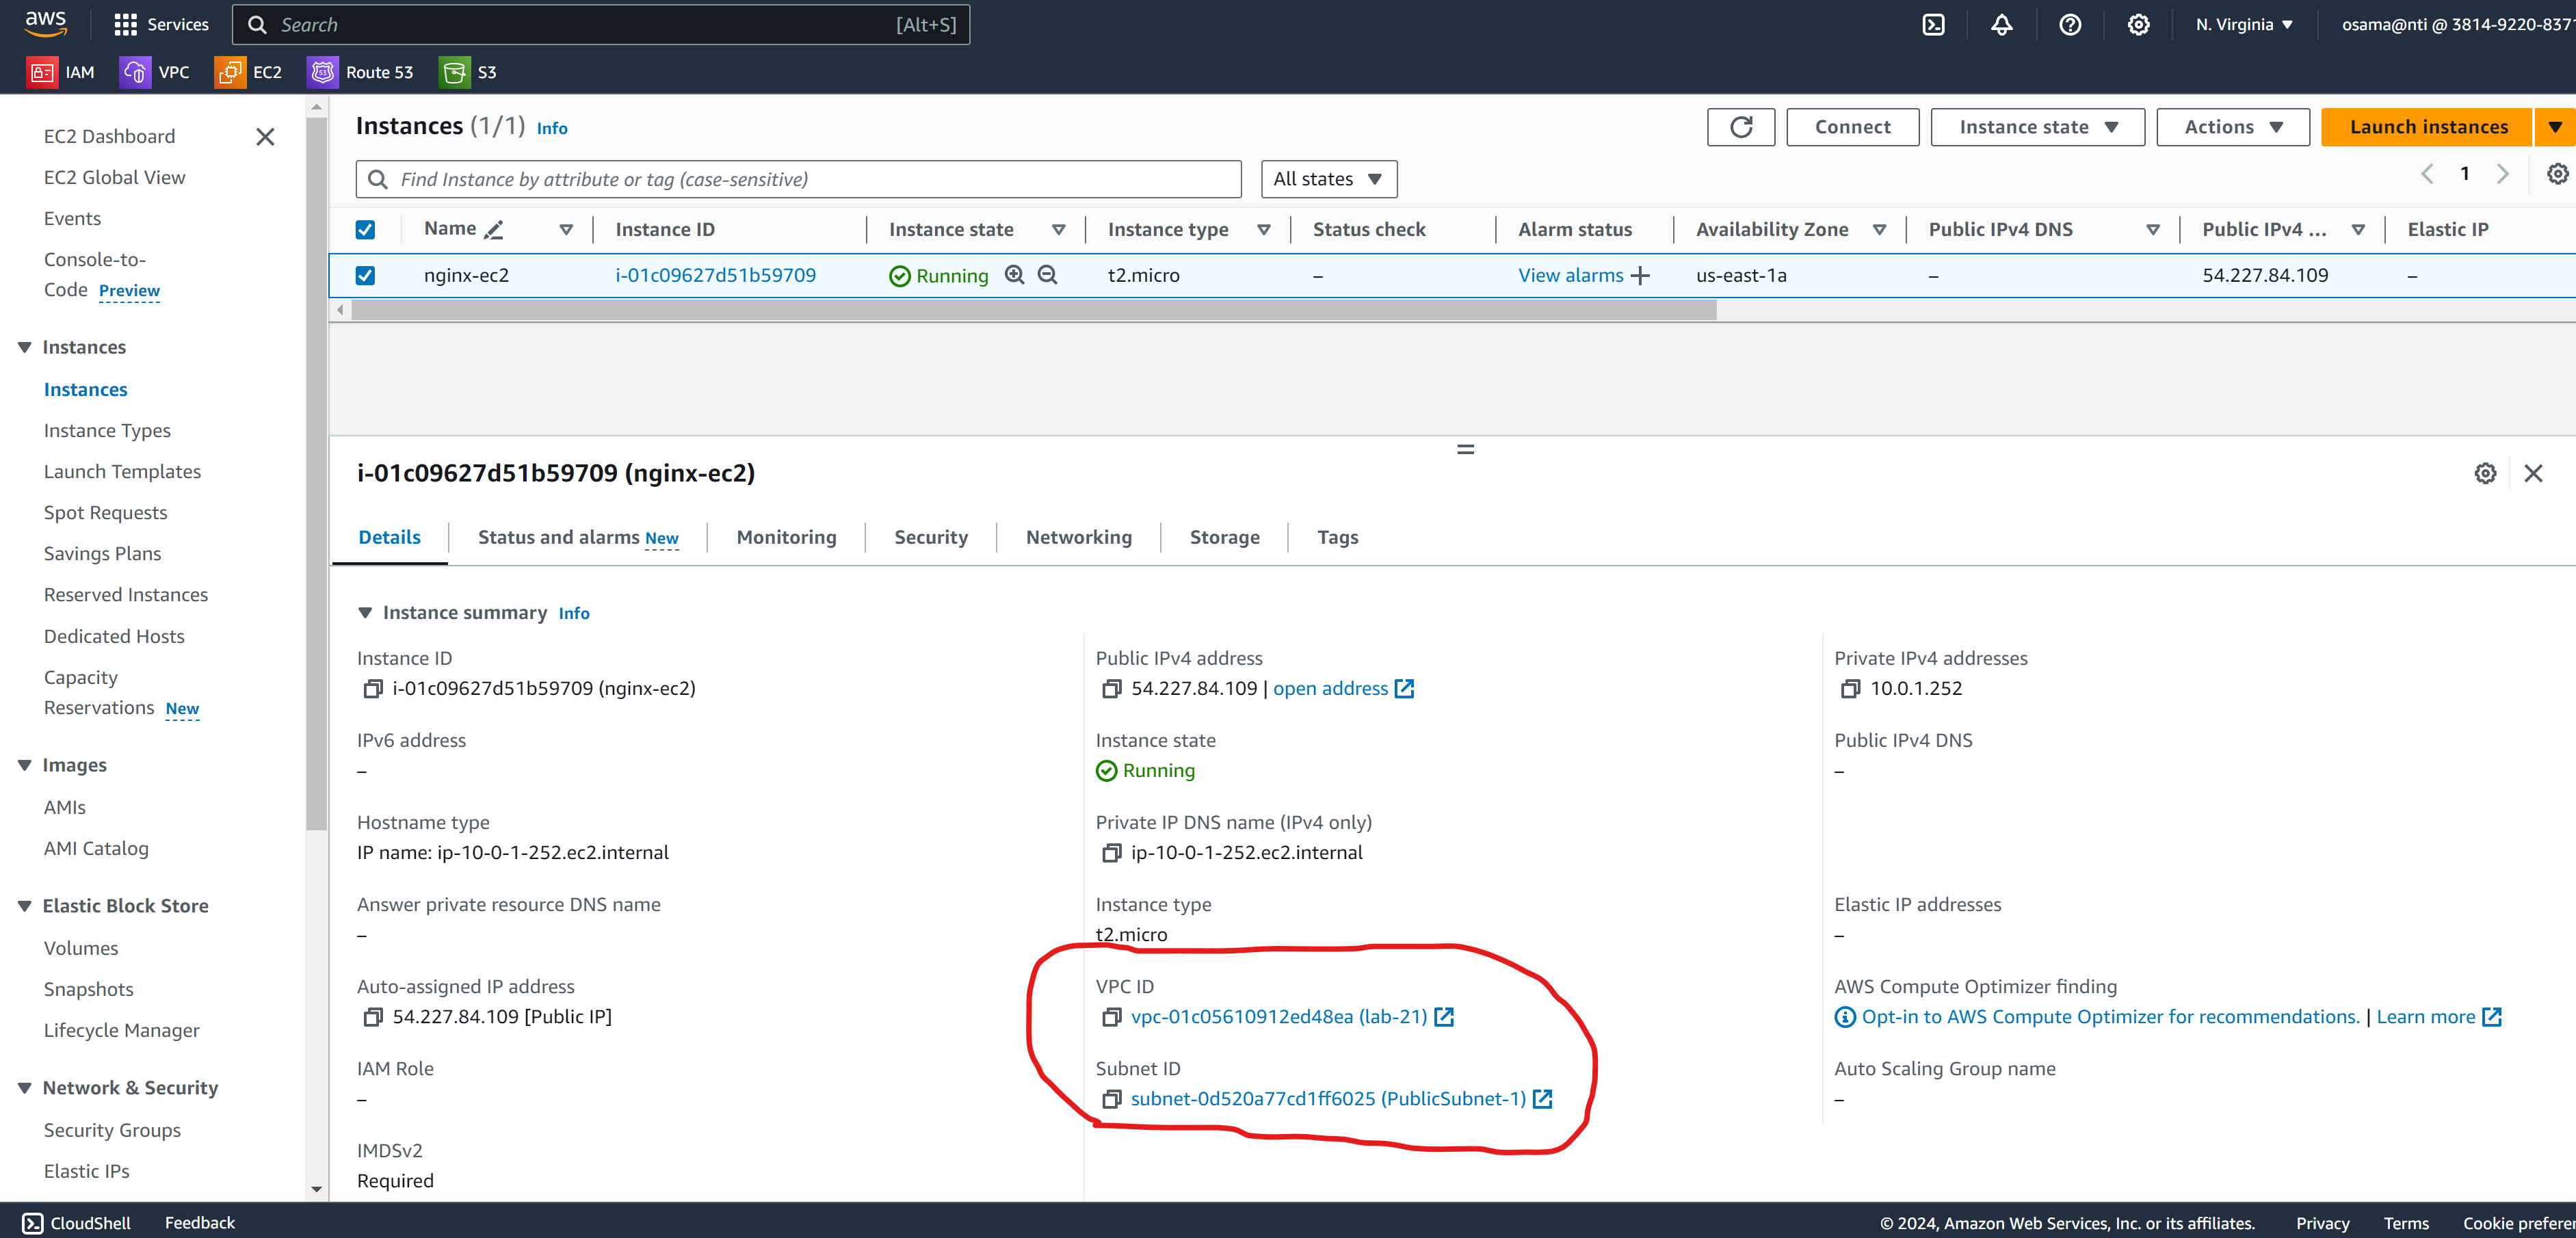 aws
Services
Search
[Alt+S]
N. Virginia
osama@nti @ 3814-9220-837
IAM
VPC
EC2
Route 53
S3
EC2 Dashboard
EC2 Global View
Events
Console-to-
Code Preview
Instances
Instances
Instance Types
Launch Templates
Spot Requests
Savings Plans
Reserved Instances
Dedicated Hosts
Capacity
Reservations New
Images
AMIs
AMI Catalog
Elastic Block Store
Volumes
Snapshots
Lifecycle Manager
Network & Security
Security Groups
Elastic IPs
Instances (1/1) Info
Connect
Instance state
Actions
Launch instances
Find Instance by attribute or tag (case-sensitive)
All states
1
Name Instance ID Instance state Instance type Status check Alarm status Availability Zone Public IPv4 DNS Public IPv4 ... Elastic IP
nginx-ec2 i-01c09627d51b59709 Running t2.micro – View alarms + us-east-1a – 54.227.84.109 –
i-01c09627d51b59709 (nginx-ec2)
Details Status and alarms New Monitoring Security Networking Storage Tags
Instance summary Info
Instance ID
i-01c09627d51b59709 (nginx-ec2)
Public IPv4 address
54.227.84.109 | open address
Private IPv4 addresses
10.0.1.252
IPv6 address
–
Instance state
Running
Public IPv4 DNS
–
Hostname type
IP name: ip-10-0-1-252.ec2.internal
Private IP DNS name (IPv4 only)
ip-10-0-1-252.ec2.internal
Answer private resource DNS name
–
Instance type
t2.micro
Elastic IP addresses
–
Auto-assigned IP address
54.227.84.109 [Public IP]
VPC ID
vpc-01c05610912ed48ea (lab-21)
AWS Compute Optimizer finding
Opt-in to AWS Compute Optimizer for recommendations. | Learn more
IAM Role
–
Subnet ID
subnet-0d520a77cd1ff6025 (PublicSubnet-1)
Auto Scaling Group name
–
IMDSv2
Required
CloudShell
Feedback
© 2024, Amazon Web Services, Inc. or its affiliates.
Privacy
Terms
Cookie prefere